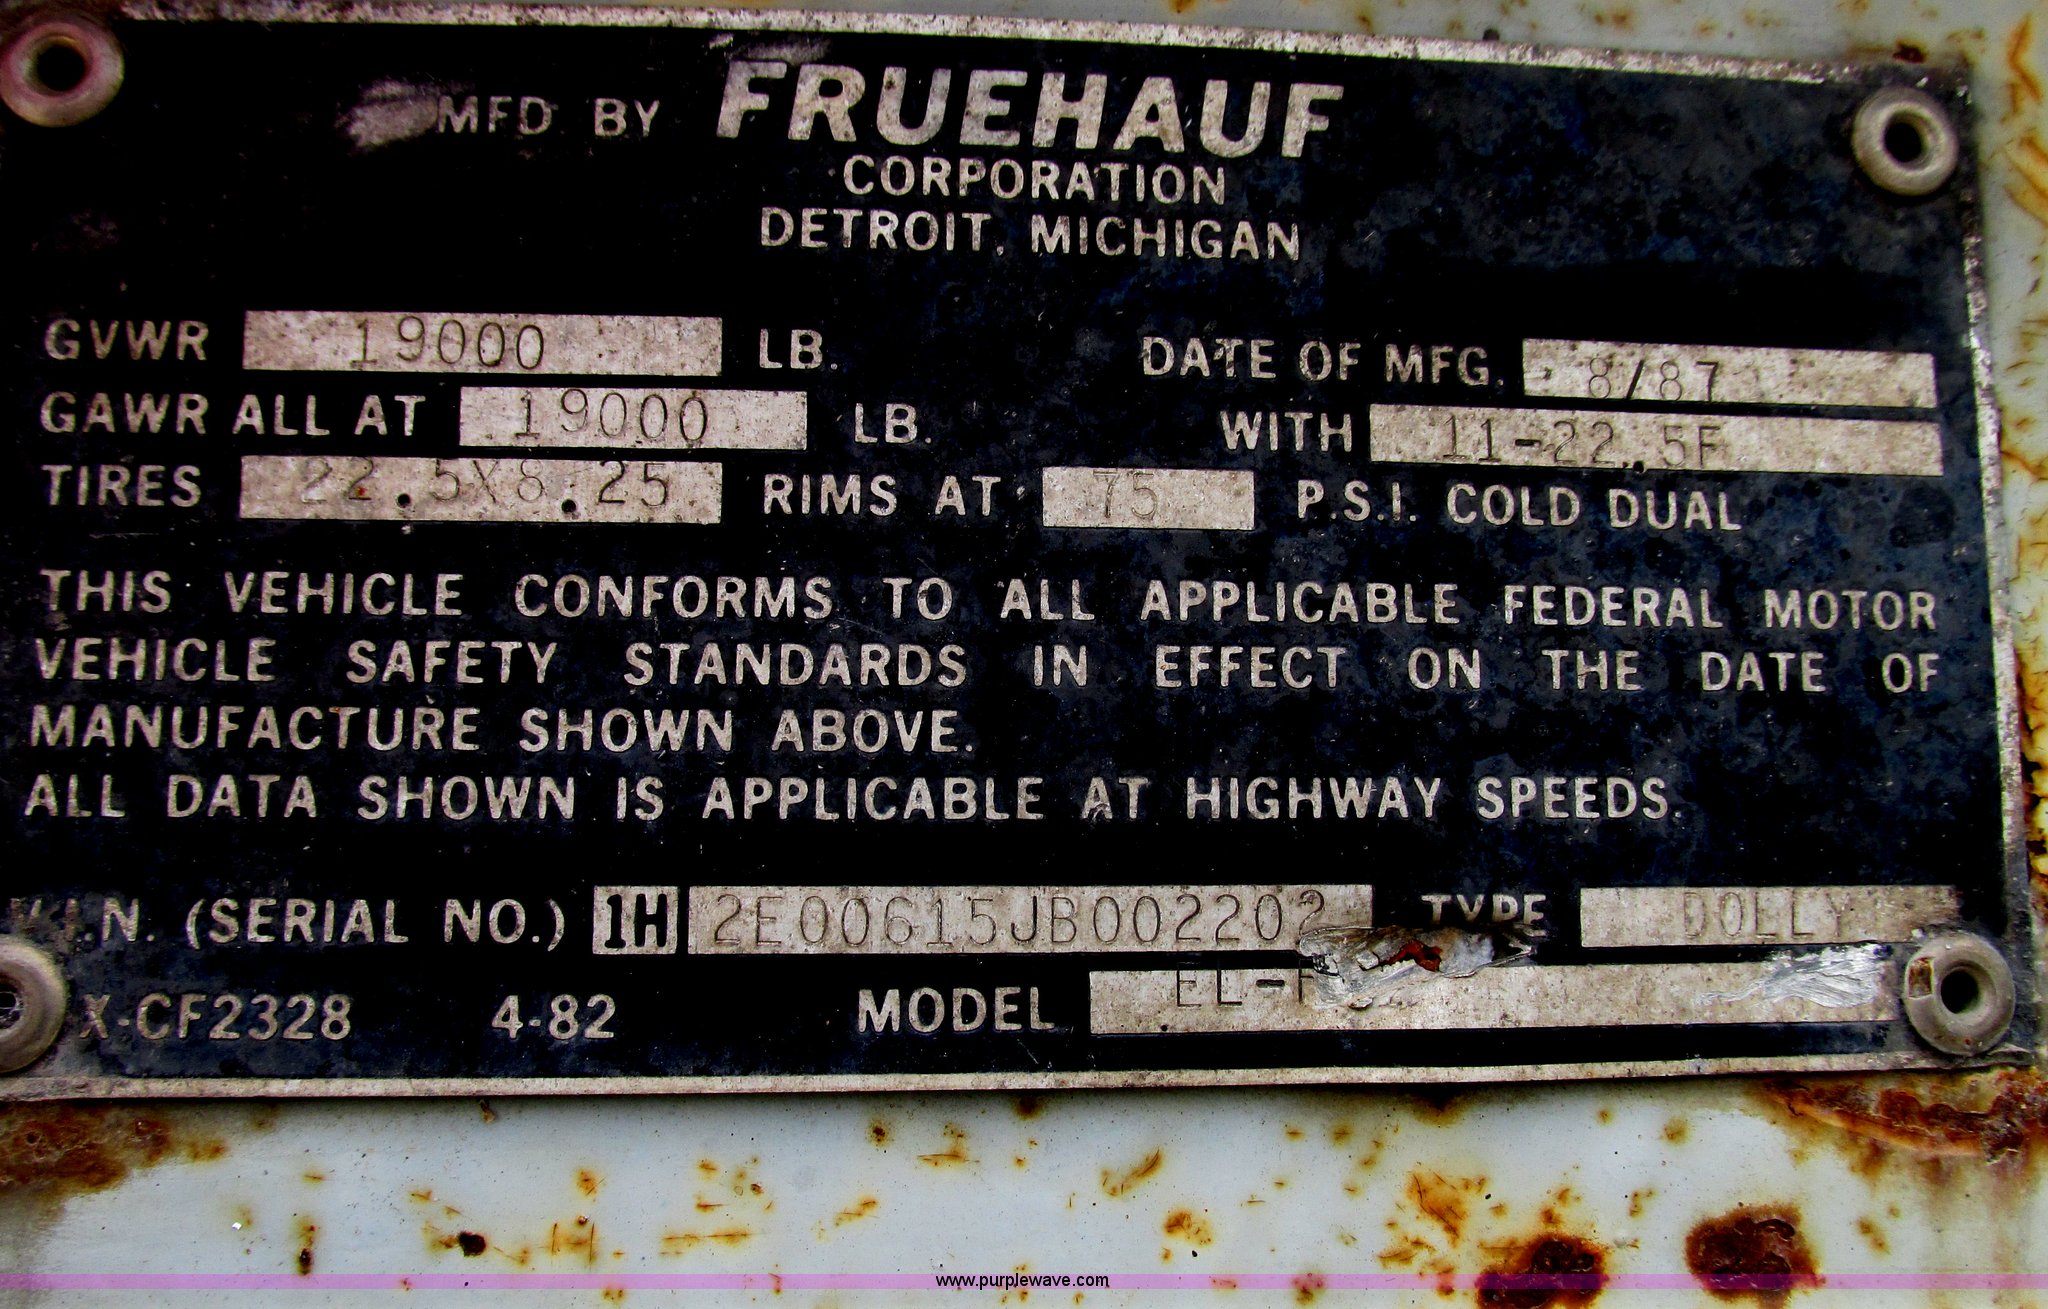 MFD BY FRUEHAUF
CORPORATION
DETROIT, MICHIGAN
GVWR 19000 LB. DATE OF MFG. 8/87
GAWR ALL AT 19000 LB. WITH 11-22.5F
TIRES 22.5X8.25 RIMS AT 75 P.S.I. COLD DUAL
THIS VEHICLE CONFORMS TO ALL APPLICABLE FEDERAL MOTOR
VEHICLE SAFETY STANDARDS IN EFFECT ON THE DATE OF
MANUFACTURE SHOWN ABOVE.
ALL DATA SHOWN IS APPLICABLE AT HIGHWAY SPEEDS.
V.I.N. (SERIAL NO.) 1H 2E00615JB002202 TYPE DOLLY
X-CF2328 4-82 MODEL
www.purplewave.com